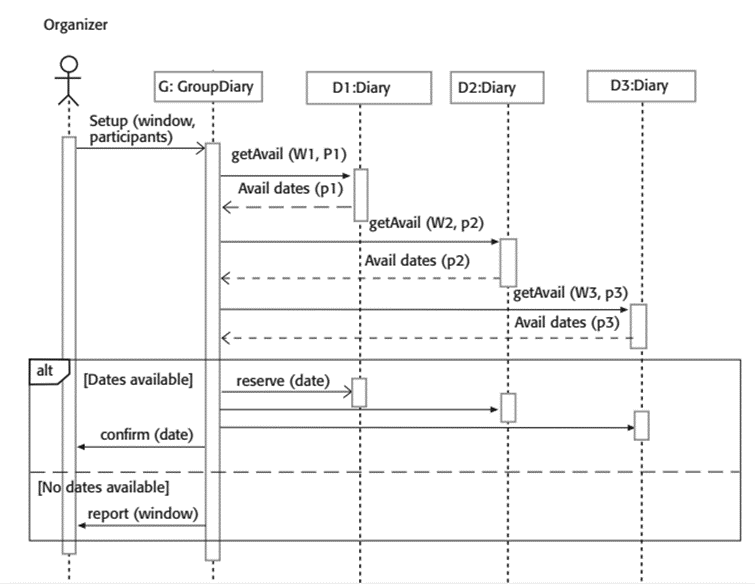 Organizer
G: GroupDiary
D1:Diary
D2:Diary
D3:Diary
Setup (window,
participants)
getAvail (W1, P1)
Avail dates (p1)
getAvail (W2, p2)
Avail dates (p2)
getAvail (W3, p3)
Avail dates (p3)
alt
[Dates available]
reserve (date)
confirm (date)
[No dates available]
report (window)